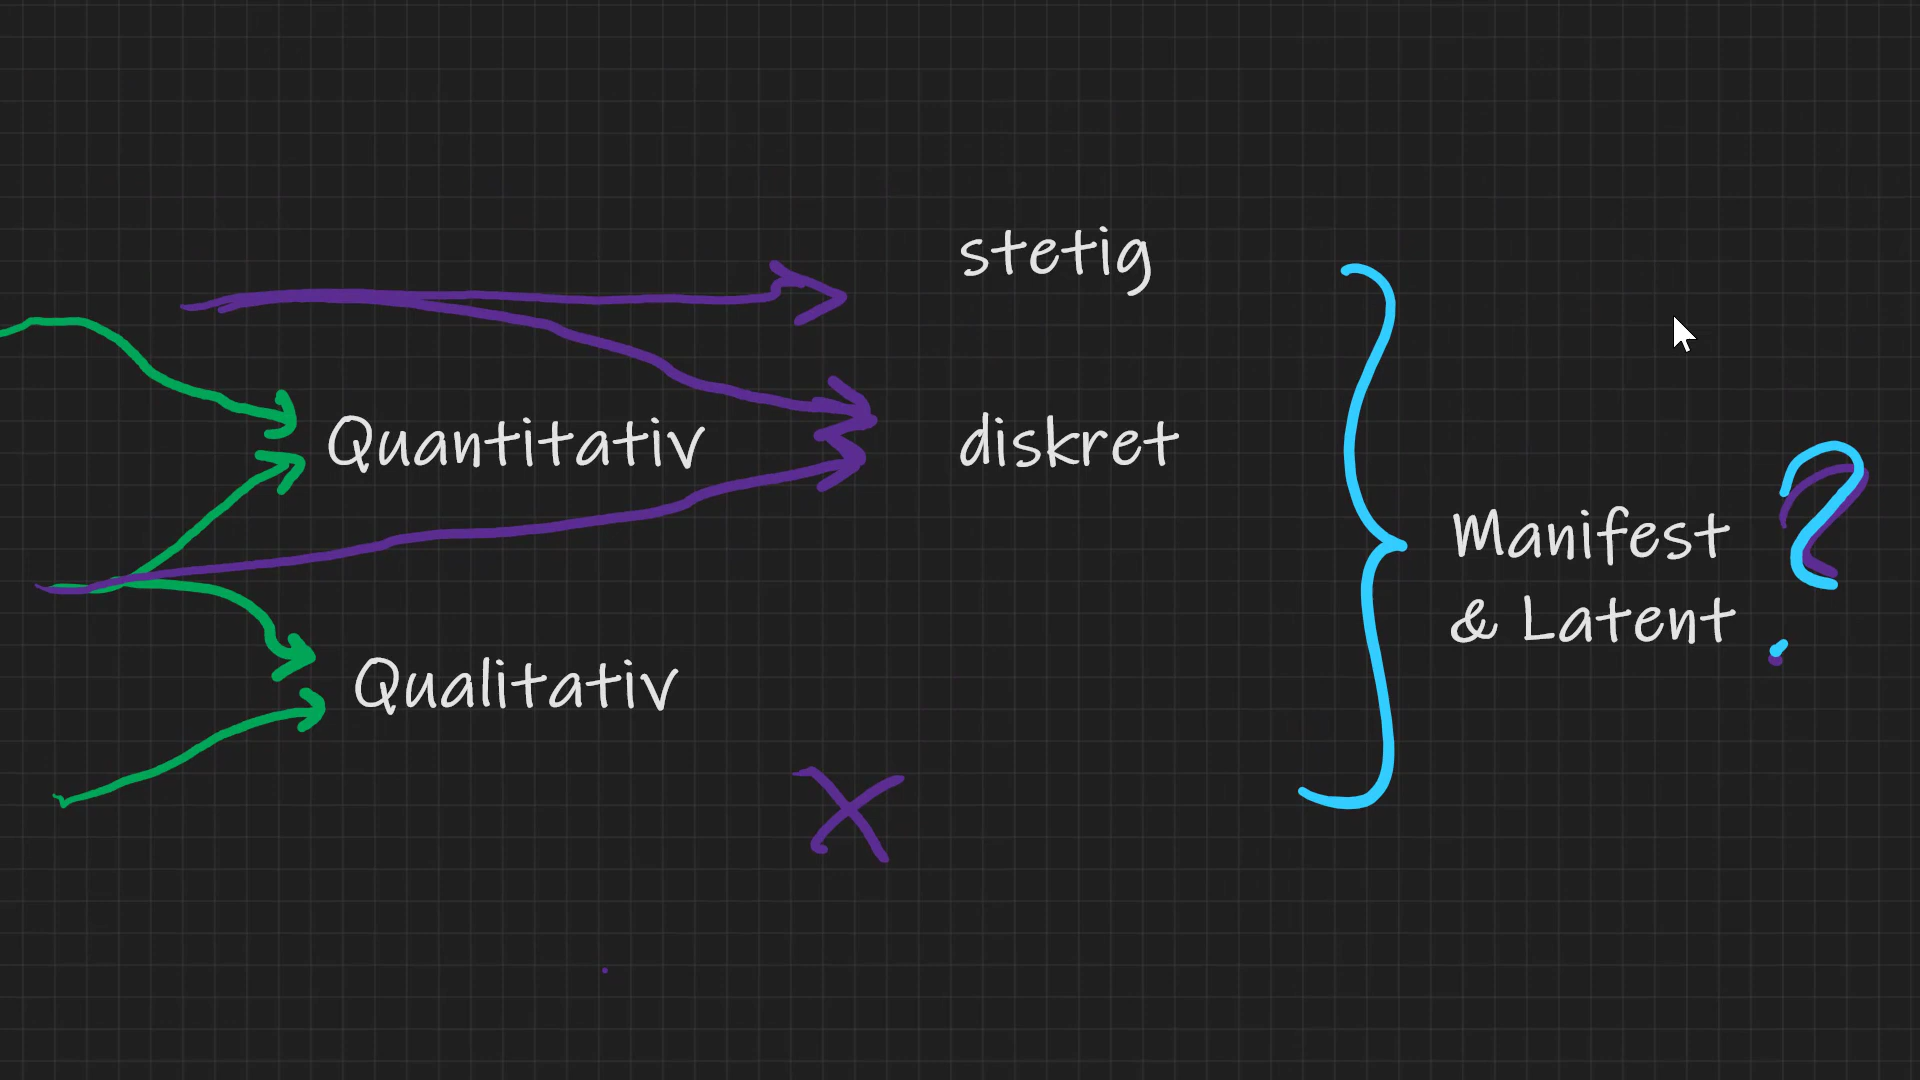 stetig
Quantitativ
diskret
Manifest
& Latent
?
Qualitativ
X